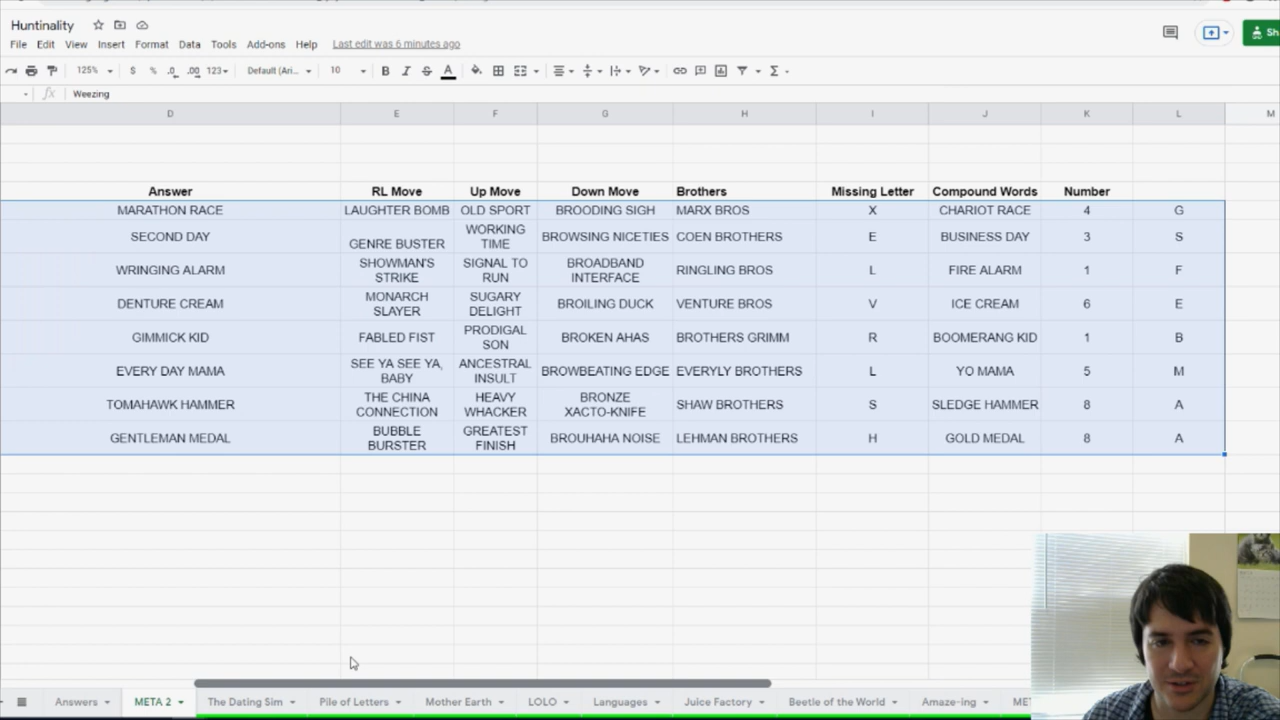 Huntinality
File Edit View Insert Format Data Tools Add-ons Help Last edit was 6 minutes ago
125% $ % .0 .00 123 Default (Ari... 10 B I S A
fx Weezing
D E F G H I J K L M
Answer RL Move Up Move Down Move Brothers Missing Letter Compound Words Number
MARATHON RACE LAUGHTER BOMB OLD SPORT BROODING SIGH MARX BROS X CHARIOT RACE 4 G
SECOND DAY GENRE BUSTER WORKING TIME BROWSING NICETIES COEN BROTHERS E BUSINESS DAY 3 S
WRINGING ALARM SHOWMAN'S STRIKE SIGNAL TO RUN BROADBAND INTERFACE RINGLING BROS L FIRE ALARM 1 F
DENTURE CREAM MONARCH SLAYER SUGARY DELIGHT BROILING DUCK VENTURE BROS V ICE CREAM 6 E
GIMMICK KID FABLED FIST PRODIGAL SON BROKEN AHAS BROTHERS GRIMM R BOOMERANG KID 1 B
EVERY DAY MAMA SEE YA SEE YA, BABY ANCESTRAL INSULT BROWBEATING EDGE EVERYLY BROTHERS L YO MAMA 5 M
TOMAHAWK HAMMER THE CHINA CONNECTION HEAVY WHACKER BRONZE XACTO-KNIFE SHAW BROTHERS S SLEDGE HAMMER 8 A
GENTLEMAN MEDAL BUBBLE BURSTER GREATEST FINISH BROUHAHA NOISE LEHMAN BROTHERS H GOLD MEDAL 8 A
Answers META 2 The Dating Sim Pile of Letters Mother Earth LOLO Languages Juice Factory Beetle of the World Amaze-ing